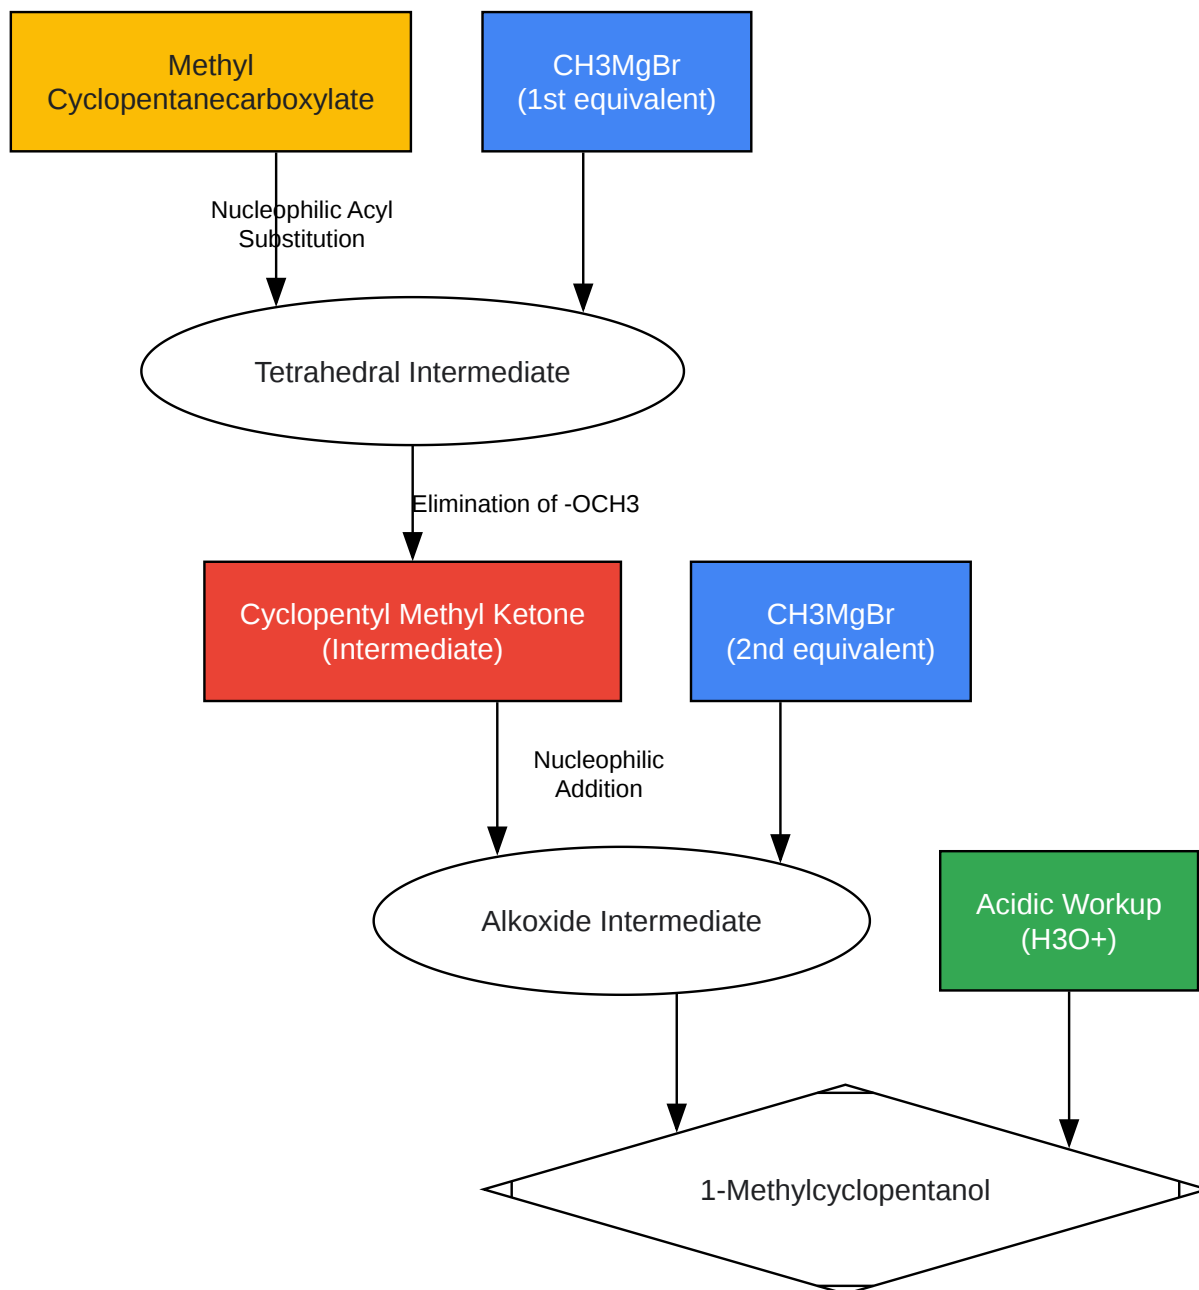 Methyl
Cyclopentanecarboxylate
CH3MgBr
(1st equivalent)
Nucleophilic Acyl
Substitution
Tetrahedral Intermediate
Elimination of -OCH3
Cyclopentyl Methyl Ketone
(Intermediate)
CH3MgBr
(2nd equivalent)
Nucleophilic
Addition
Alkoxide Intermediate
Acidic Workup
(H3O+)
1-Methylcyclopentanol